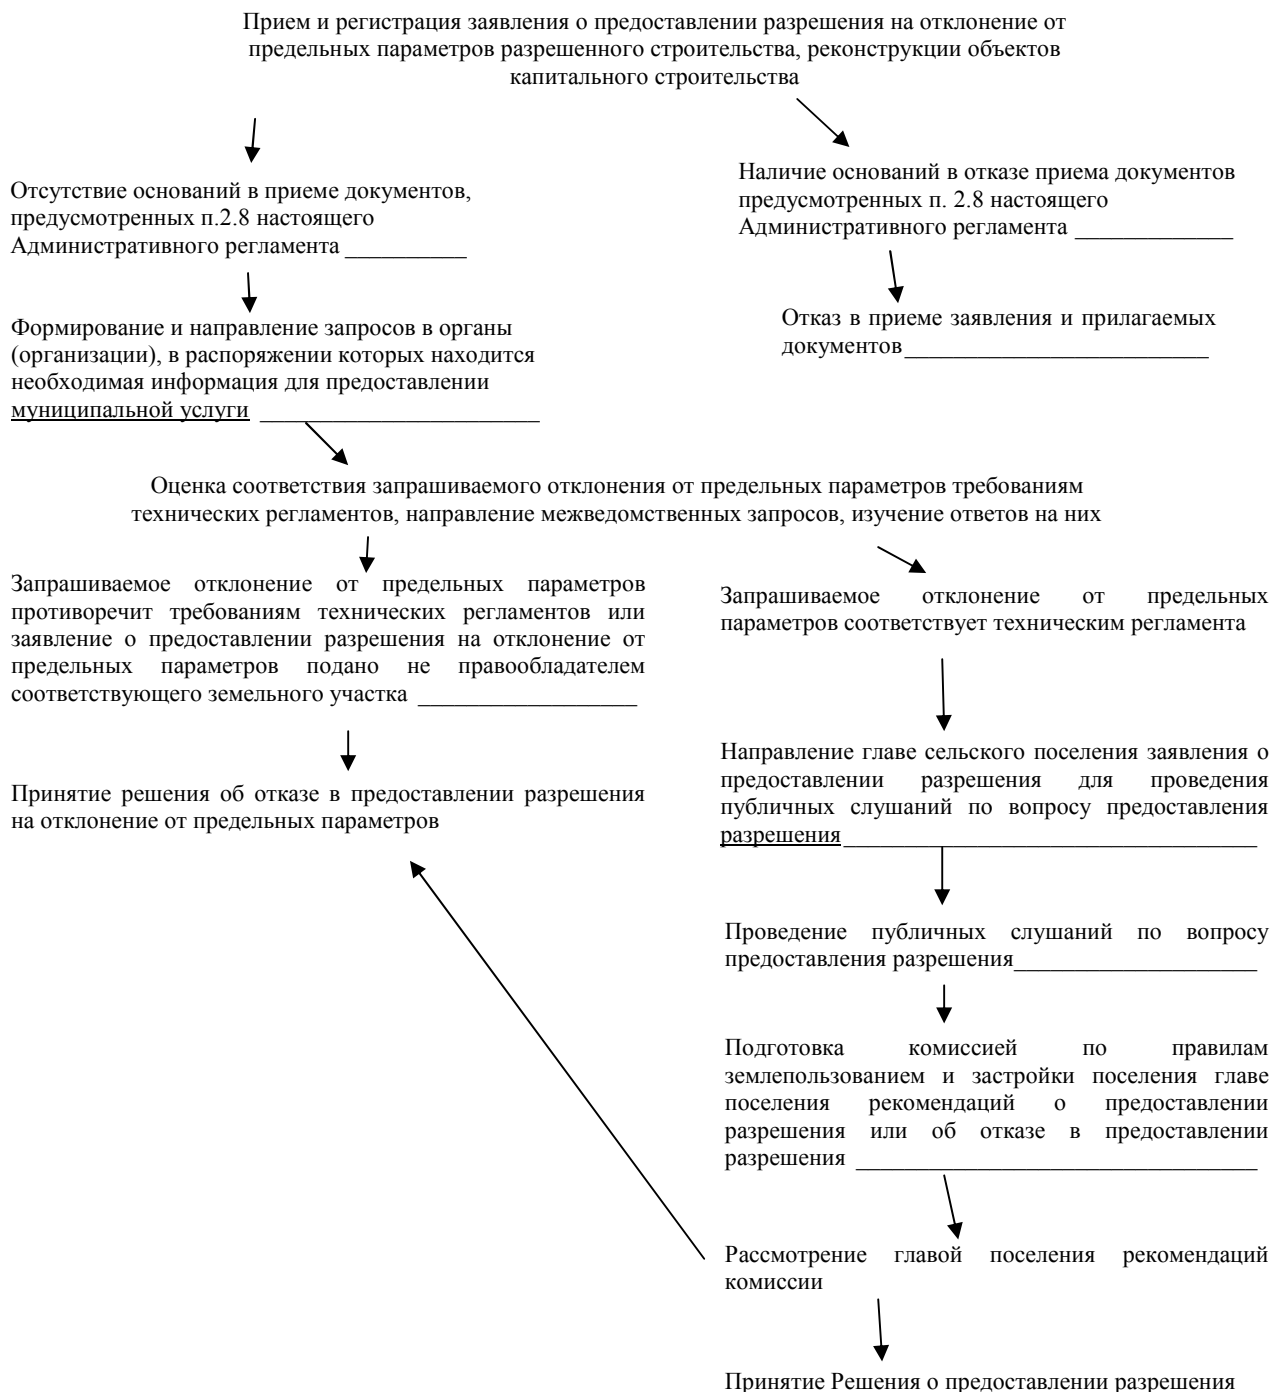 Прием и регистрация заявления о предоставлении разрешения на отклонение от
предельных параметров разрешенного строительства, реконструкции объектов
капитального строительства
Отсутствие оснований в приеме документов,
предусмотренных п.2.8 настоящего
Административного регламента __________
Наличие оснований в отказе приема документов
предусмотренных п. 2.8 настоящего
Административного регламента _____________
Формирование и направление запросов в органы
(организации), в распоряжении которых находится
необходимая информация для предоставлении
муниципальной услуги _______________________
Отказ в приеме заявления и прилагаемых
документов_________________________
Оценка соответствия запрашиваемого отклонения от предельных параметров требованиям
технических регламентов, направление межведомственных запросов, изучение ответов на них
Запрашиваемое отклонение от предельных параметров
противоречит требованиям технических регламентов или
заявление о предоставлении разрешения на отклонение от
предельных параметров подано не правообладателем
соответствующего земельного участка __________________
Принятие решения об отказе в предоставлении разрешения
на отклонение от предельных параметров
Запрашиваемое отклонение от предельных
параметров соответствует техническим регламента
Направление главе сельского поселения заявления о
предоставлении разрешения для проведения
публичных слушаний по вопросу предоставления
разрешения__________________________________
Проведение публичных слушаний по вопросу
предоставления разрешения____________________
Подготовка комиссией по правилам
землепользованием и застройки поселения главе
поселения рекомендаций о предоставлении
разрешения или об отказе в предоставлении
разрешения _________________________________
Рассмотрение главой поселения рекомендаций
комиссии
Принятие Решения о предоставлении разрешения